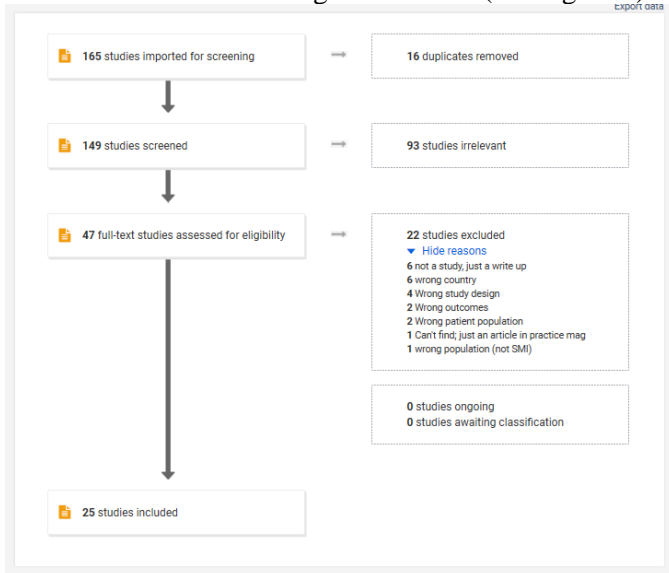 Export data
165 studies imported for screening
16 duplicates removed
149 studies screened
93 studies irrelevant
47 full-text studies assessed for eligibility
22 studies excluded
Hide reasons
6 not a study, just a write up
6 wrong country
4 Wrong study design
2 Wrong outcomes
2 Wrong patient population
1 Can't find; just an article in practice mag
1 wrong population (not SMI)
0 studies ongoing
0 studies awaiting classification
25 studies included